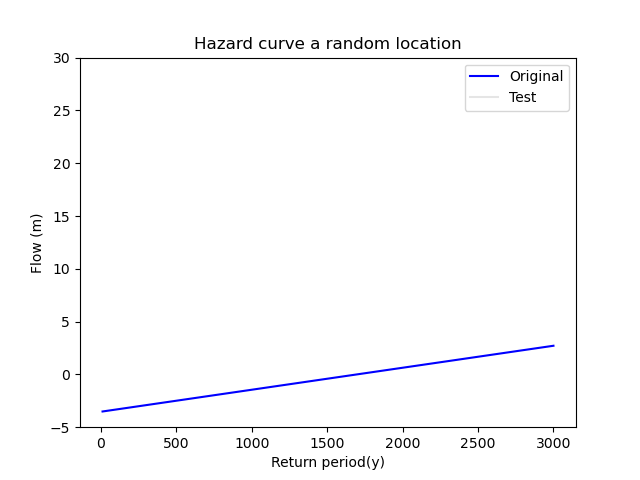 Hazard curve a random location
Original
Test
30
25
20
15
10
5
0
−5
Flow (m)
0 500 1000 1500 2000 2500 3000
Return period(y)